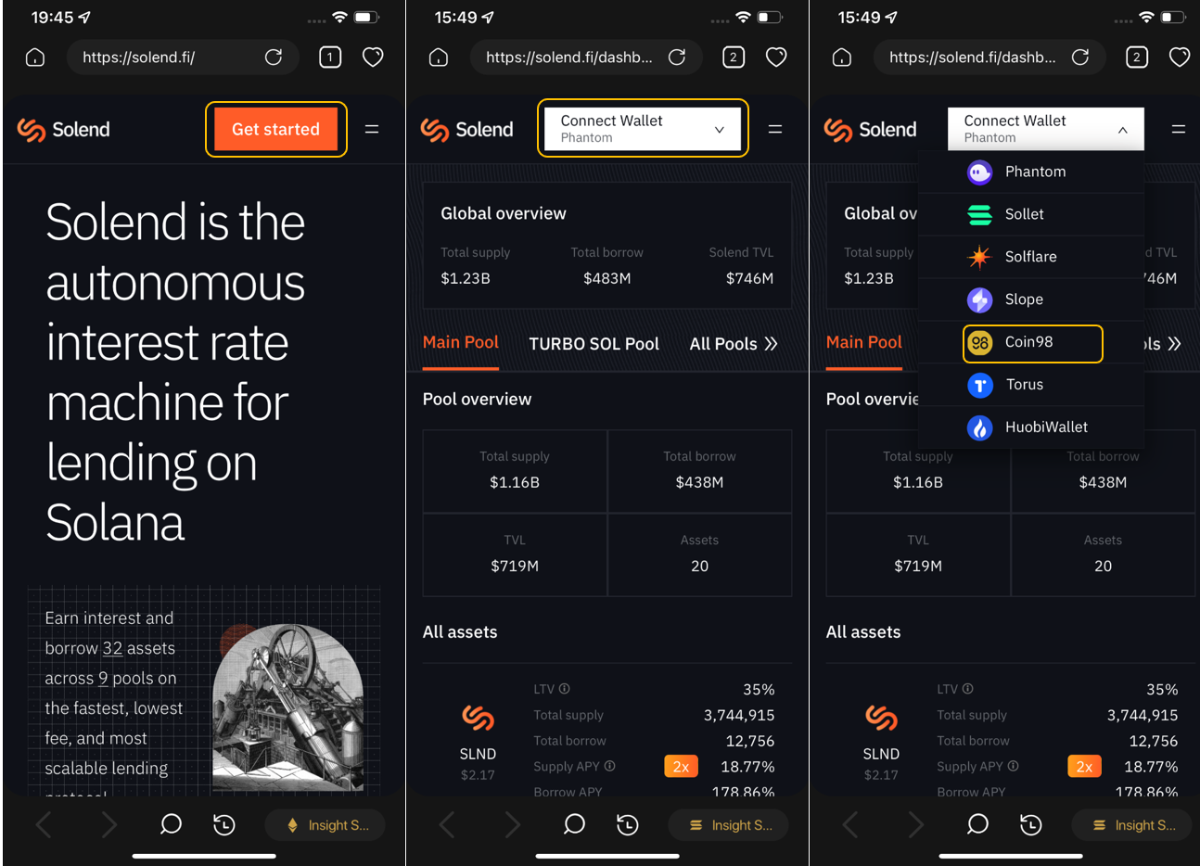 19:45
https://solend.fi/
1
Solend
Get started
Solend is the
autonomous
interest rate
machine for
lending on
Solana
Earn interest and
borrow 32 assets
across 9 pools on
the fastest, lowest
fee, and most
scalable lending
Insight S...
15:49
https://solend.fi/dashb...
2
Solend
Connect Wallet
Phantom
Global overview
Total supply Total borrow Solend TVL
$1.23B $483M $746M
Main Pool TURBO SOL Pool All Pools
Pool overview
Total supply Total borrow
$1.16B $438M
TVL Assets
$719M 20
All assets
SLND
$2.17
LTV 35%
Total supply 3,744,915
Total borrow 12,756
Supply APY 2x 18.77%
Borrow APY 178.86%
Insight S...
15:49
https://solend.fi/dashb...
2
Solend
Connect Wallet
Phantom
Phantom
Sollet
Solflare
Slope
98 Coin98
Torus
HuobiWallet
Global ov
Total supply d TVL
$1.23B 746M
Main Pool ols
Pool overvie
Total supply Total borrow
$1.16B $438M
TVL Assets
$719M 20
All assets
SLND
$2.17
LTV 35%
Total supply 3,744,915
Total borrow 12,756
Supply APY 2x 18.77%
Borrow APY 178.86%
Insight S...